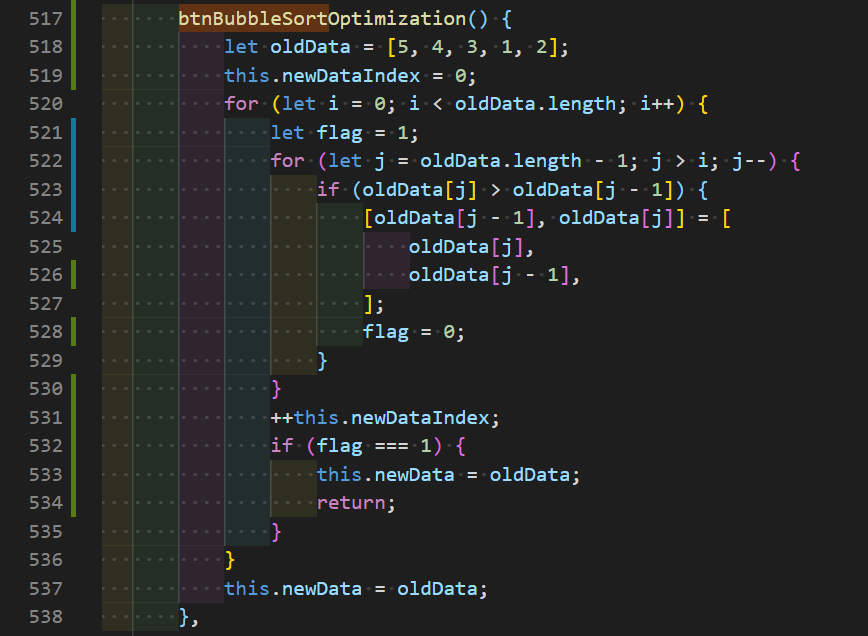 517 btnBubbleSortOptimization() {
518 let oldData = [5, 4, 3, 1, 2];
519 this.newDataIndex = 0;
520 for (let i = 0; i < oldData.length; i++) {
521 let flag = 1;
522 for (let j = oldData.length - 1; j > i; j--) {
523 if (oldData[j] > oldData[j - 1]) {
524 [oldData[j - 1], oldData[j]] = [
525 oldData[j],
526 oldData[j - 1],
527 ];
528 flag = 0;
529 }
530 }
531 ++this.newDataIndex;
532 if (flag === 1) {
533 this.newData = oldData;
534 return;
535 }
536 }
537 this.newData = oldData;
538 },